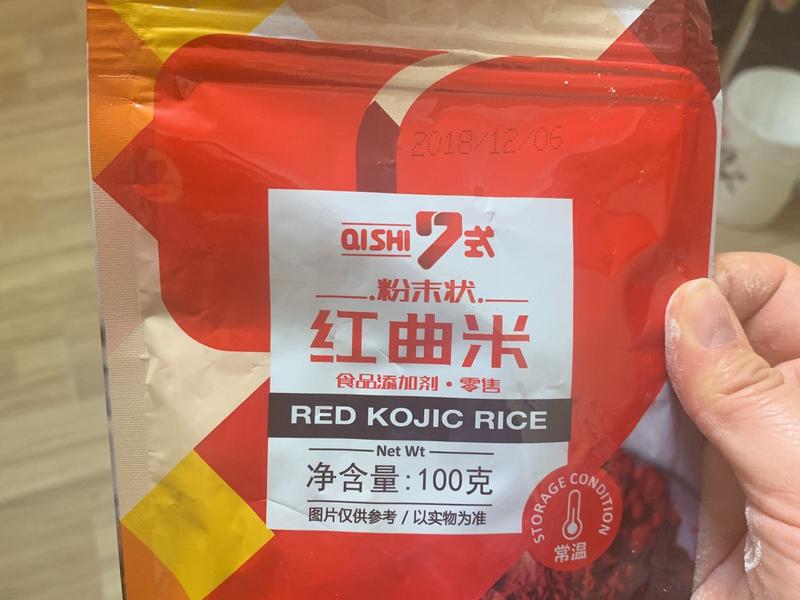 2018/12/06
QISHI 7式
粉末状
红曲米
食品添加剂·零售
RED KOJIC RICE
Net Wt
净含量:100克
图片仅供参考/以实物为准
STORAGE CONDITION
常温